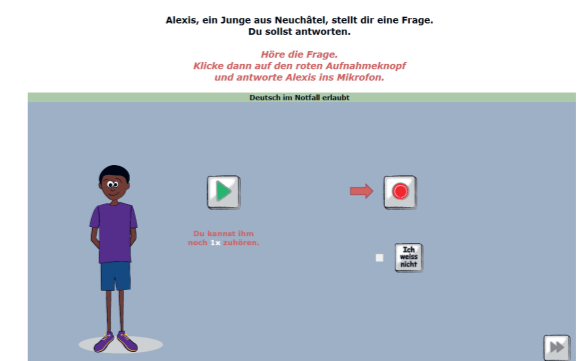 Alexis, ein Junge aus Neuchâtel, stellt dir eine Frage.
Du sollst antworten.
Höre die Frage.
Klicke dann auf den roten Aufnahmeknopf
und antworte Alexis ins Mikrofon.
Deutsch im Notfall erlaubt
Du kannst ihm
noch 1x zuhören.
Ich
weiss
nicht